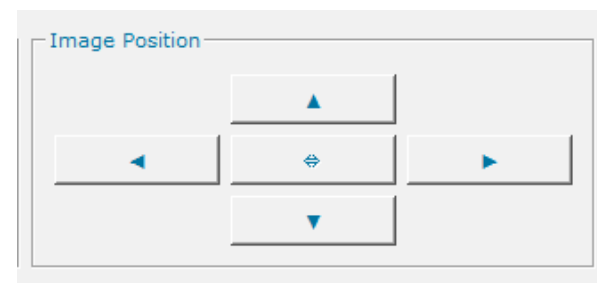 Image Position
▲
◄ ⇔ ►
▼